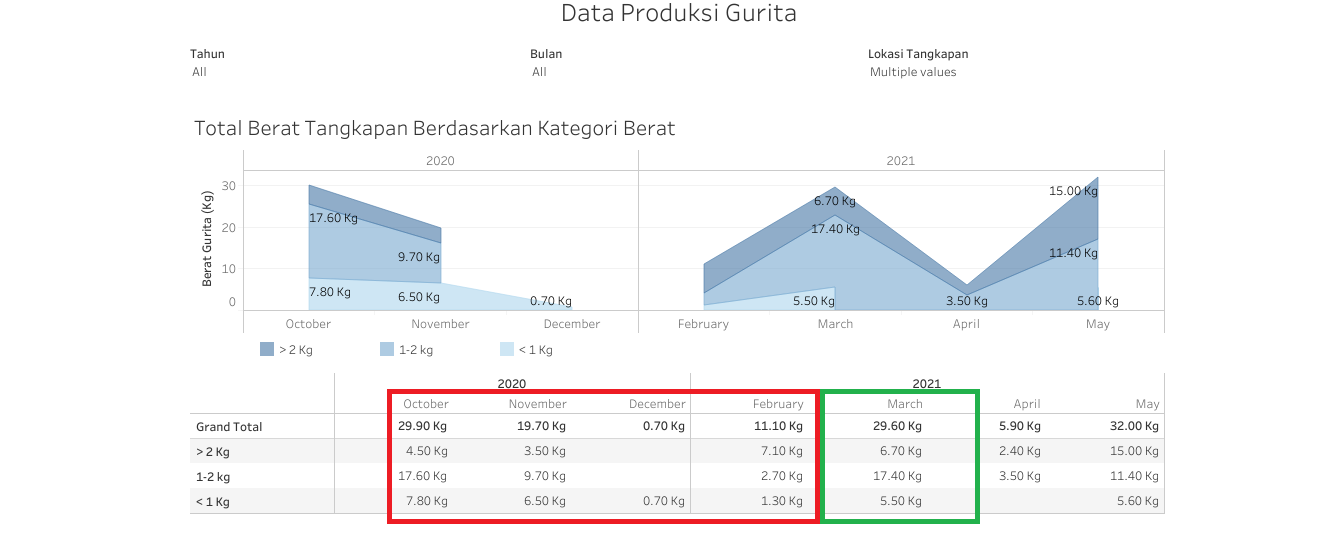 Data Produksi Gurita
Tahun Bulan Lokasi Tangkapan
All All Multiple values
Total Berat Tangkapan Berdasarkan Kategori Berat
2020 2021
Berat Gurita (Kg)
30
20
10
0
17.60 Kg
7.80 Kg
9.70 Kg
6.50 Kg
0.70 Kg
6.70 Kg
17.40 Kg
5.50 Kg
3.50 Kg
15.00 Kg
11.40 Kg
5.60 Kg
October November December February March April May
> 2 Kg 1-2 kg < 1 Kg
2020 2021
October November December February March April May
Grand Total 29.90 Kg 19.70 Kg 0.70 Kg 11.10 Kg 29.60 Kg 5.90 Kg 32.00 Kg
> 2 Kg 4.50 Kg 3.50 Kg 7.10 Kg 6.70 Kg 2.40 Kg 15.00 Kg
1-2 kg 17.60 Kg 9.70 Kg 2.70 Kg 17.40 Kg 3.50 Kg 11.40 Kg
< 1 Kg 7.80 Kg 6.50 Kg 0.70 Kg 1.30 Kg 5.50 Kg 5.60 Kg